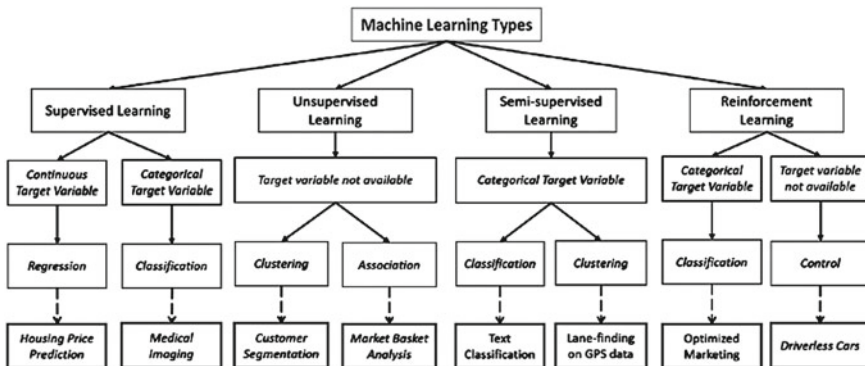 Machine Learning Types
Supervised Learning
Unsupervised
Learning
Semi-supervised
Learning
Reinforcement
Learning
Continuous
Target Variable
Categorical
Target Variable
Target variable not available
Categorical Target Variable
Categorical
Target Variable
Target variable
not available
Regression
Classification
Clustering
Association
Classification
Clustering
Classification
Control
Housing Price
Prediction
Medical
Imaging
Customer
Segmentation
Market Basket
Analysis
Text
Classification
Lane-finding
on GPS data
Optimized
Marketing
Driverless Cars